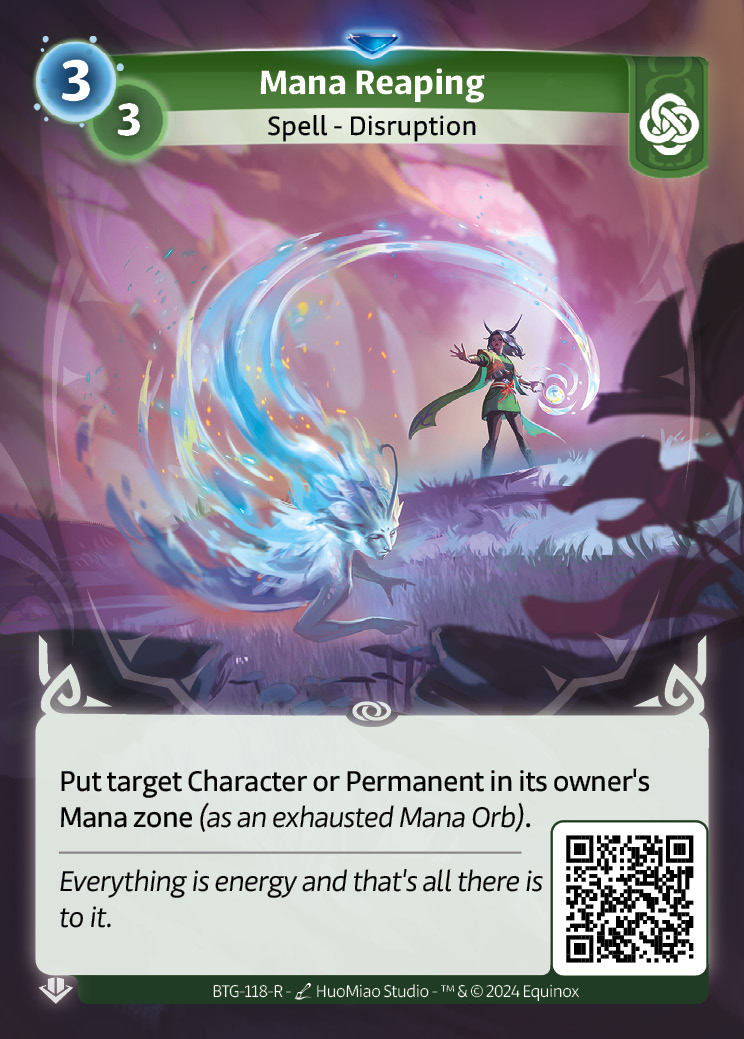 3
3
Mana Reaping
Spell - Disruption
Put target Character or Permanent in its owner's
Mana zone (as an exhausted Mana Orb).
Everything is energy and that's all there is
to it.
BTG-118-R - HuoMiao Studio - ™ & © 2024 Equinox